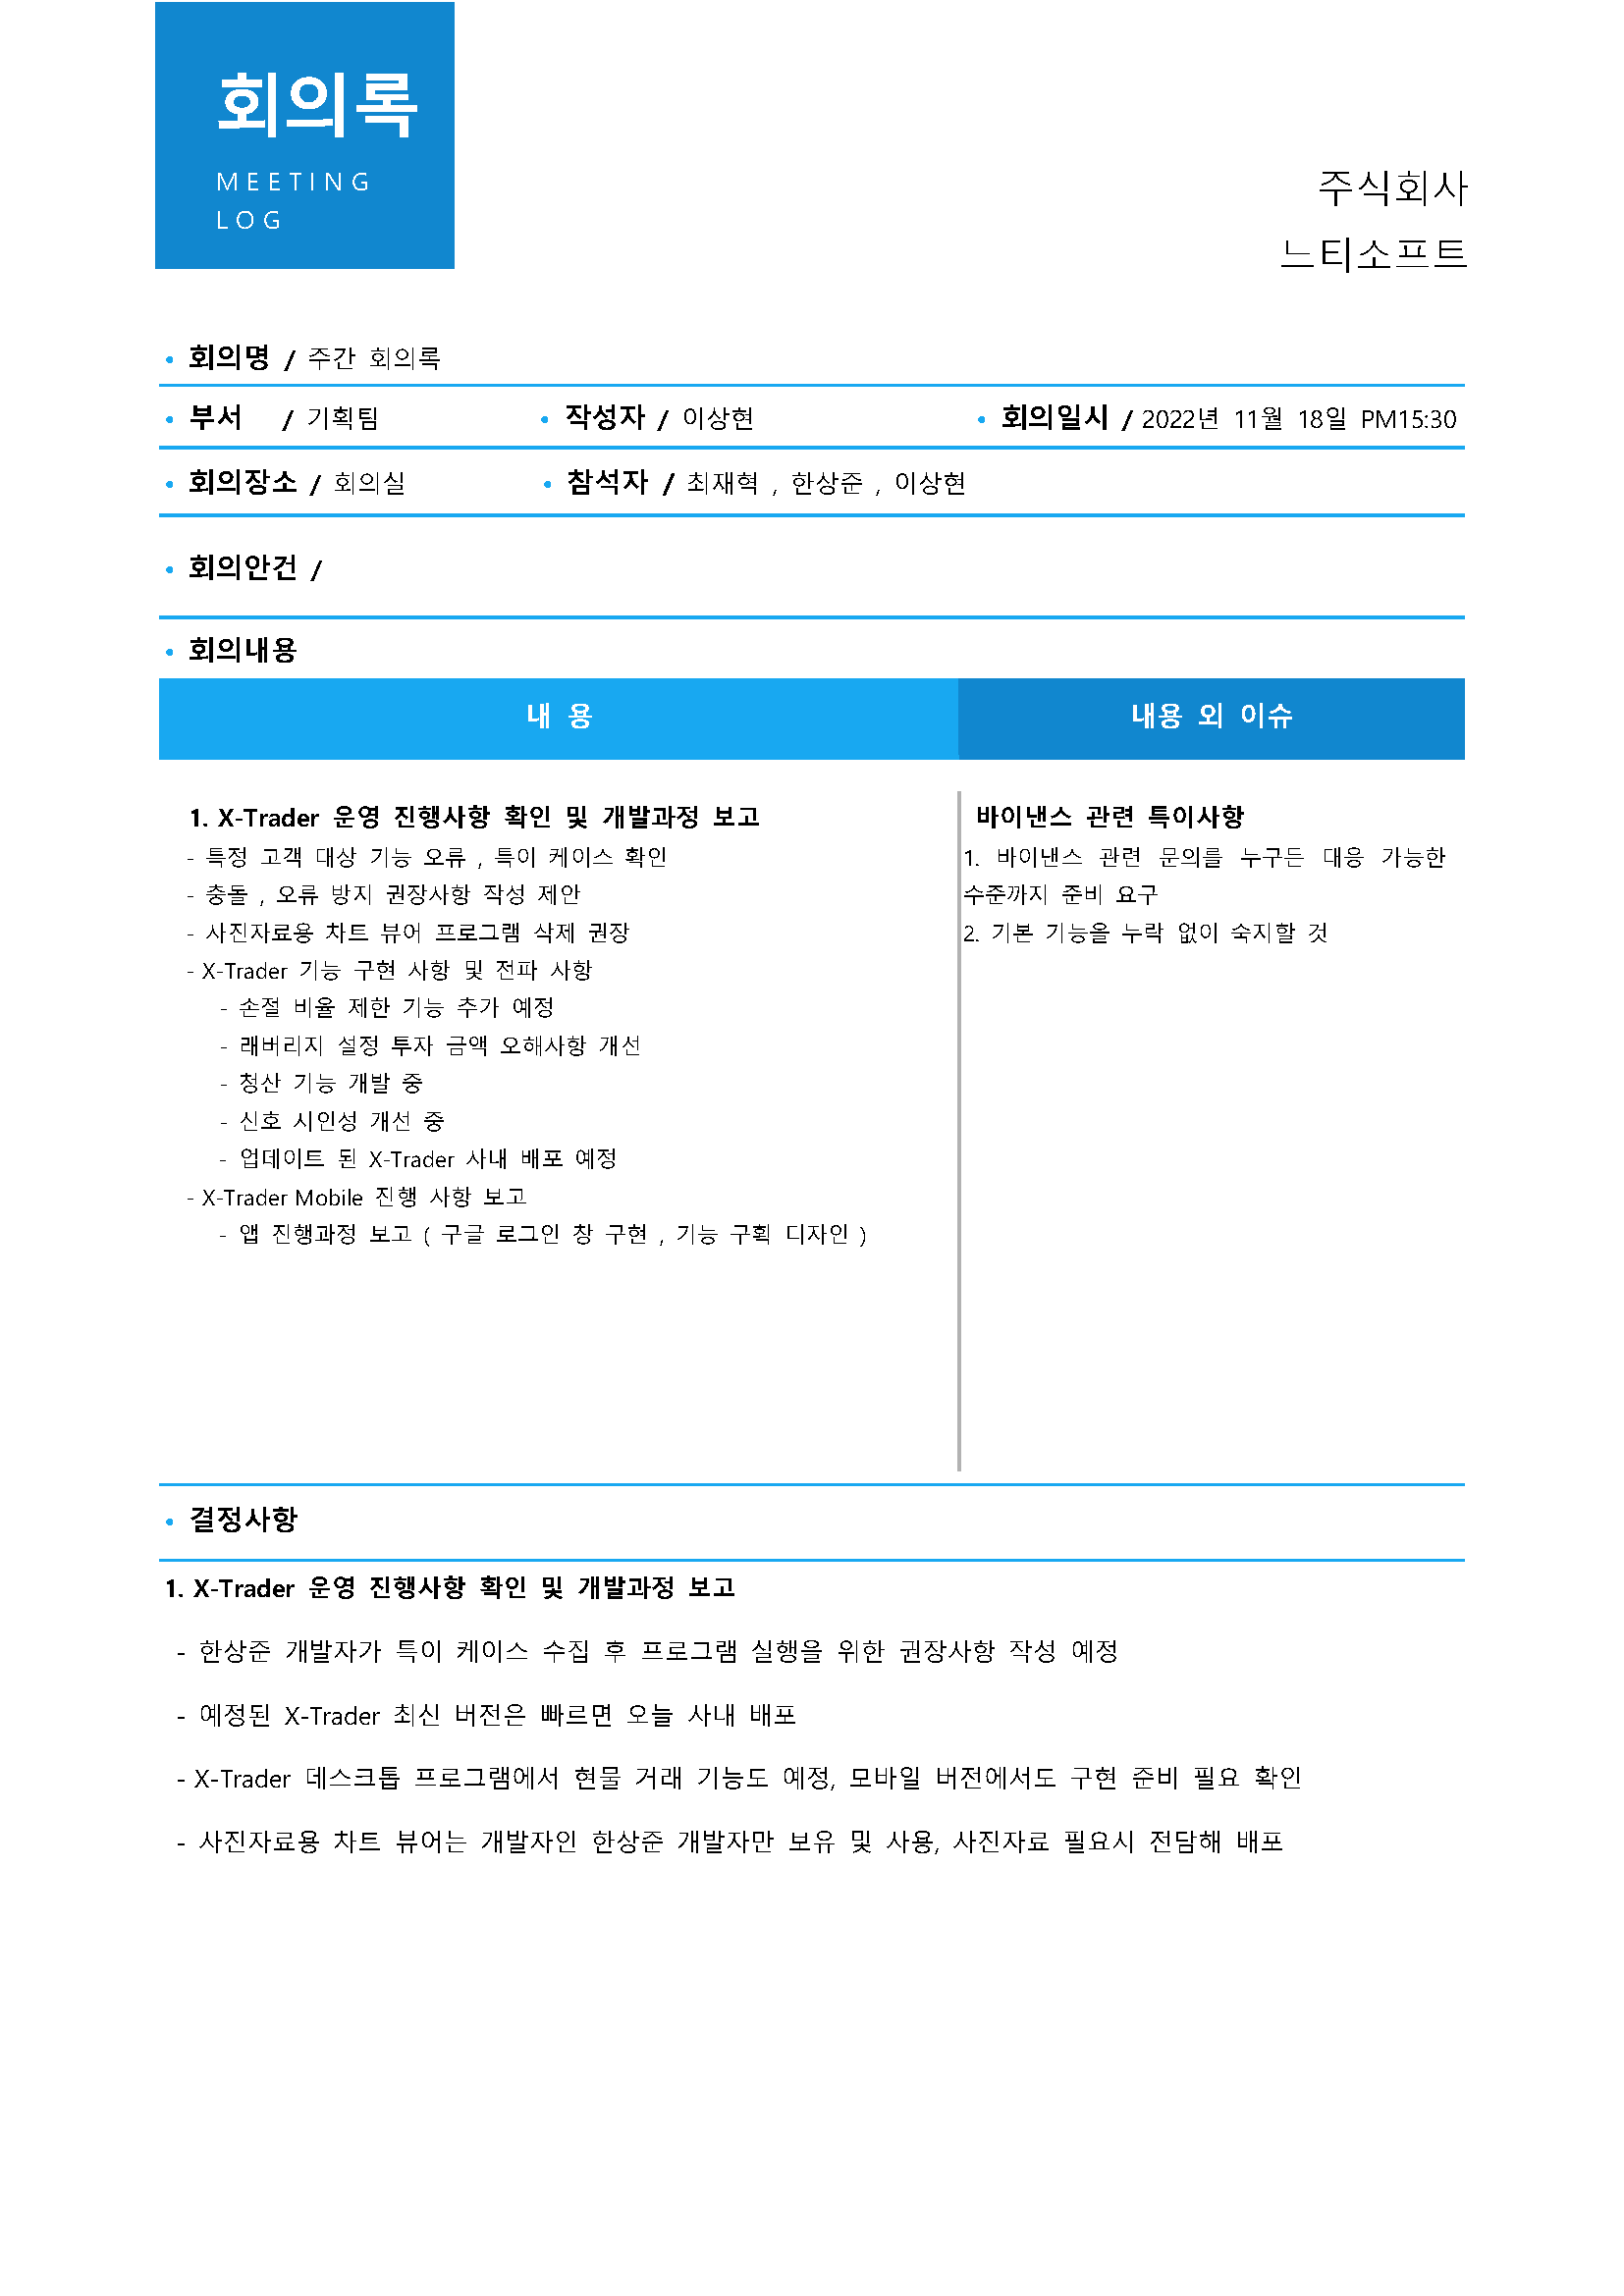 회의록
MEETING
LOG
주식회사
느티소프트
• 회의명 / 주간 회의록
• 부서 / 기획팀 • 작성자 / 이상현 • 회의일시 / 2022년 11월 18일 PM15:30
• 회의장소 / 회의실 • 참석자 / 최재혁 , 한상준 , 이상현
• 회의안건 /
• 회의내용
내 용 내용 외 이슈
1. X-Trader 운영 진행사항 확인 및 개발과정 보고
- 특정 고객 대상 기능 오류 , 특이 케이스 확인
- 충돌 , 오류 방지 권장사항 작성 제안
- 사진자료용 차트 뷰어 프로그램 삭제 권장
- X-Trader 기능 구현 사항 및 전파 사항
- 손절 비율 제한 기능 추가 예정
- 래버리지 설정 투자 금액 오해사항 개선
- 청산 기능 개발 중
- 신호 시인성 개선 중
- 업데이트 된 X-Trader 사내 배포 예정
- X-Trader Mobile 진행 사항 보고
- 앱 진행과정 보고 ( 구글 로그인 창 구현 , 기능 구획 디자인 )
바이낸스 관련 특이사항
1. 바이낸스 관련 문의를 누구든 대응 가능한
수준까지 준비 요구
2. 기본 기능을 누락 없이 숙지할 것
• 결정사항
1. X-Trader 운영 진행사항 확인 및 개발과정 보고
- 한상준 개발자가 특이 케이스 수집 후 프로그램 실행을 위한 권장사항 작성 예정
- 예정된 X-Trader 최신 버전은 빠르면 오늘 사내 배포
- X-Trader 데스크톱 프로그램에서 현물 거래 기능도 예정, 모바일 버전에서도 구현 준비 필요 확인
- 사진자료용 차트 뷰어는 개발자인 한상준 개발자만 보유 및 사용, 사진자료 필요시 전담해 배포